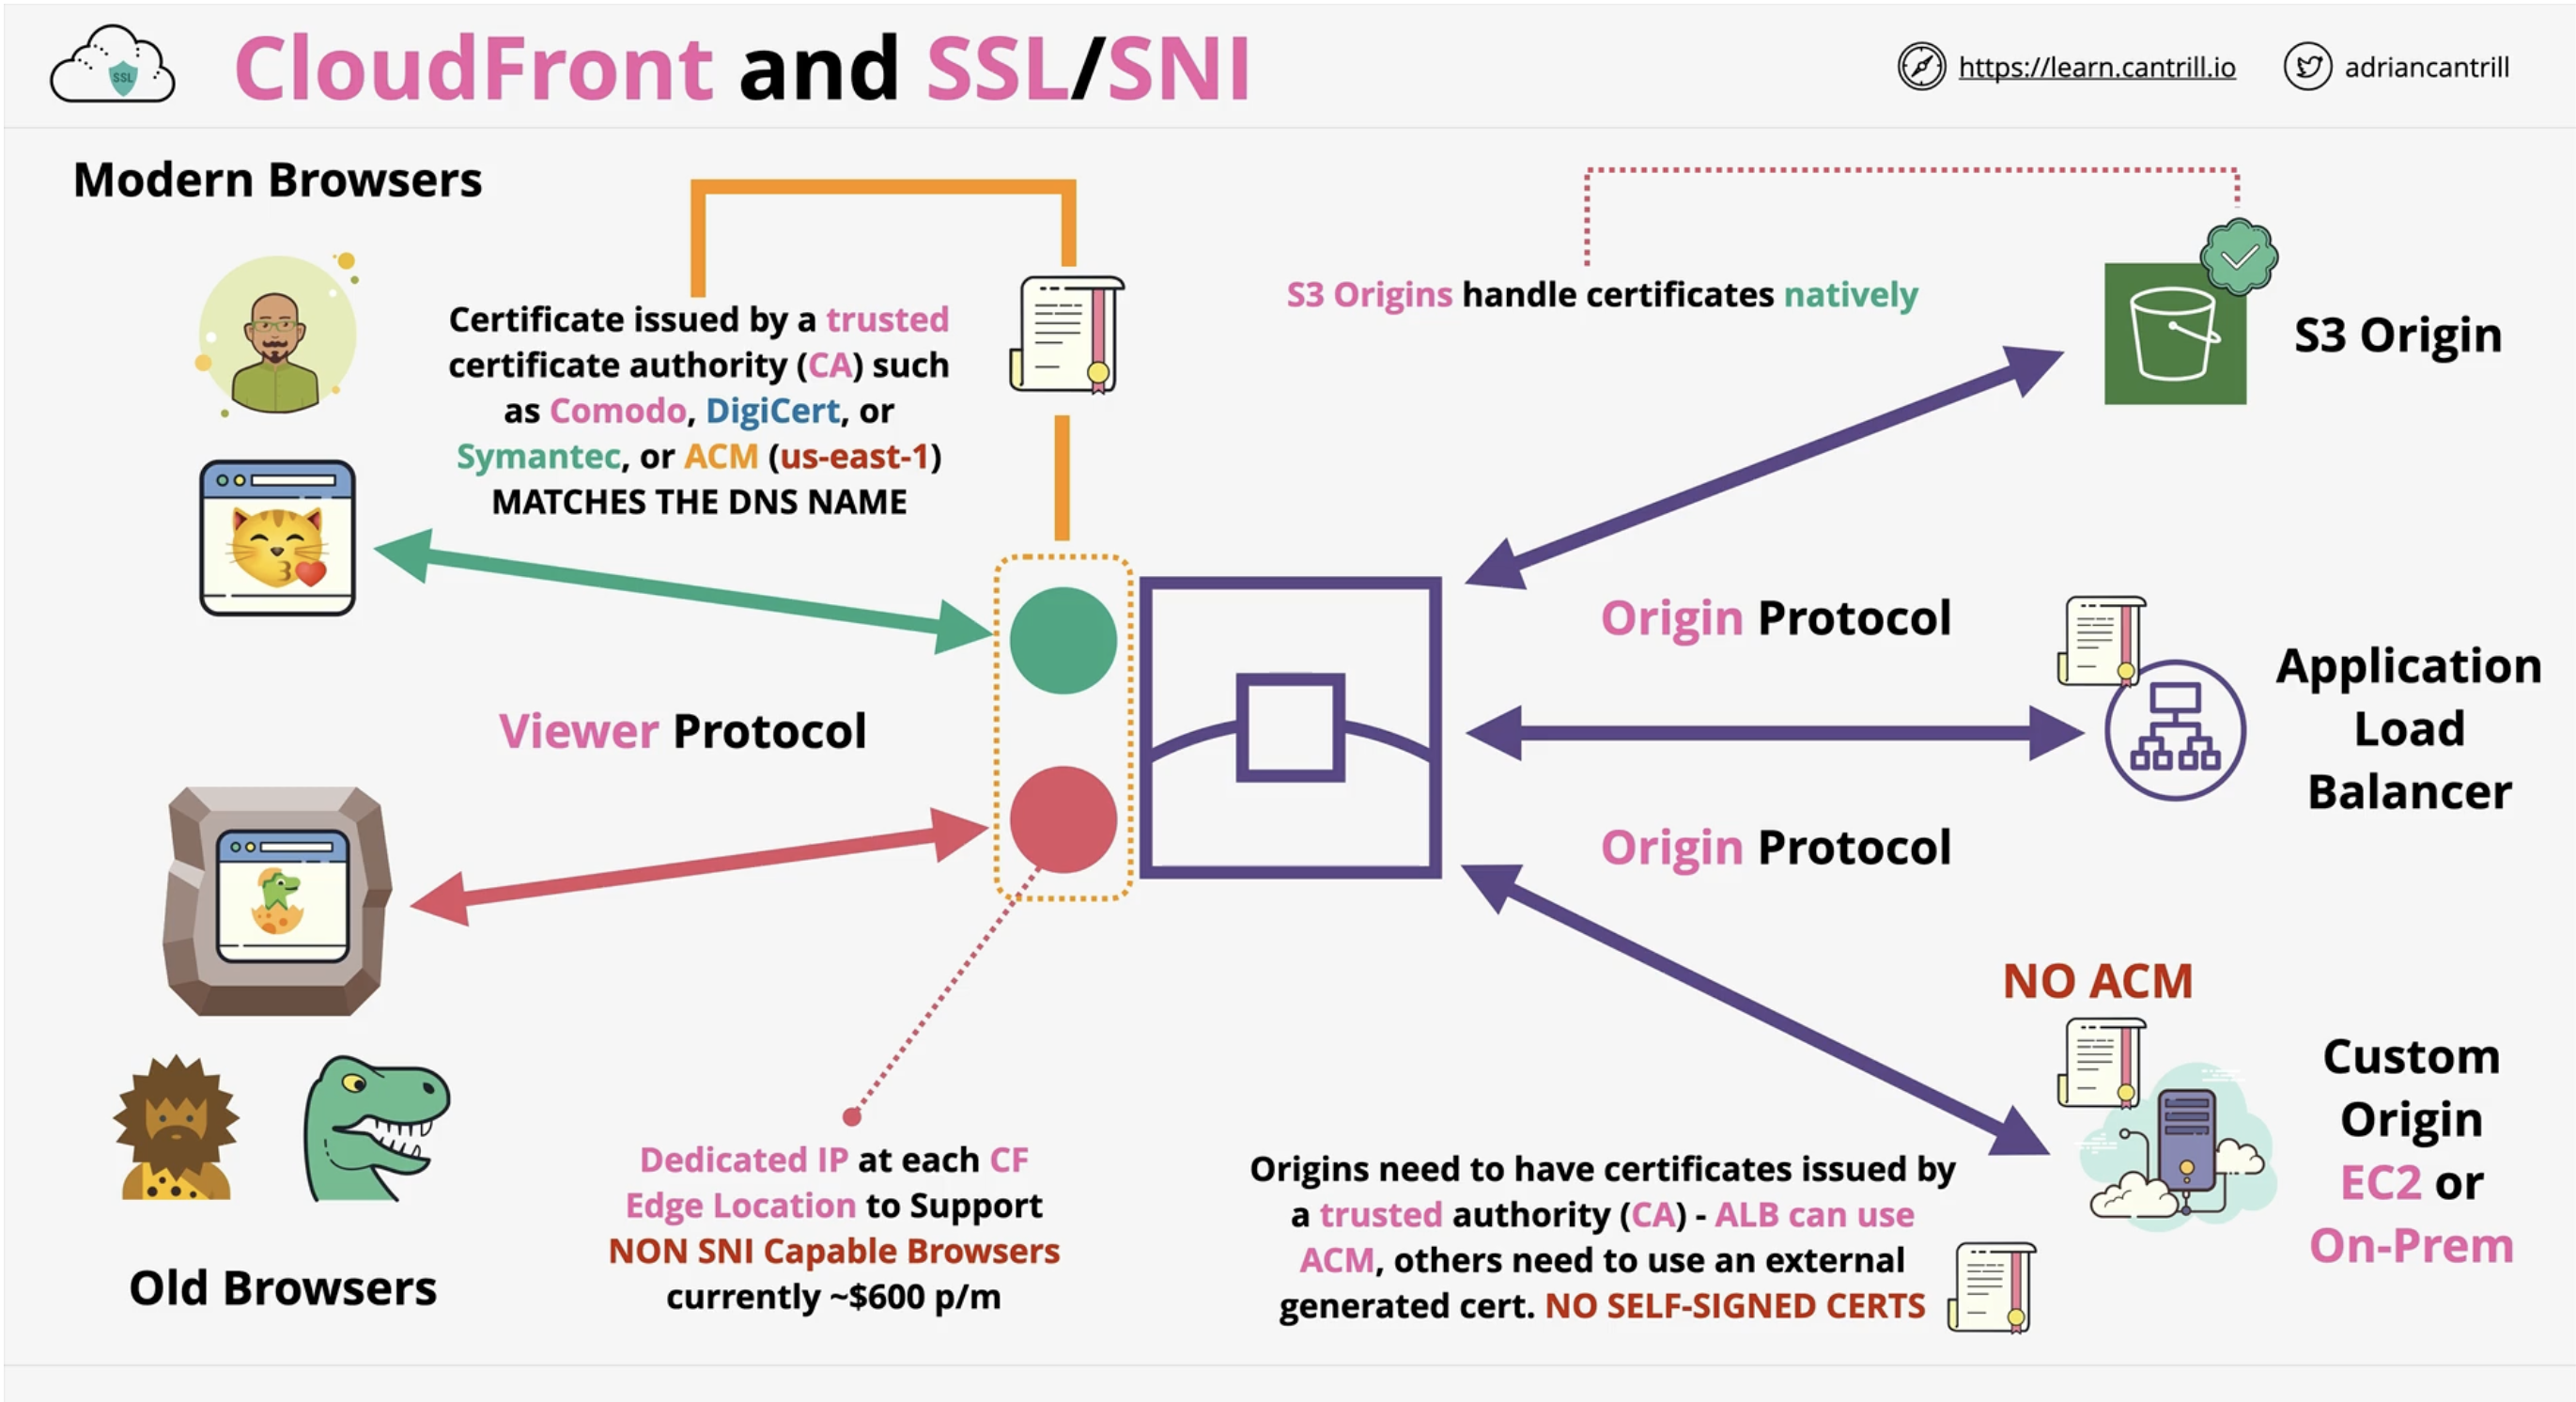 SSL
CloudFront and SSL/SNI
https://learn.cantrill.io
adriancantrill
Modern Browsers
Certificate issued by a trusted
certificate authority (CA) such
as Comodo, DigiCert, or
Symantec, or ACM (us-east-1)
MATCHES THE DNS NAME
S3 Origins handle certificates natively
S3 Origin
Viewer Protocol
Origin Protocol
Application
Load
Balancer
Origin Protocol
NO ACM
Custom
Origin
EC2 or
On-Prem
Old Browsers
Dedicated IP at each CF
Edge Location to Support
NON SNI Capable Browsers
currently ~$600 p/m
Origins need to have certificates issued by
a trusted authority (CA) - ALB can use
ACM, others need to use an external
generated cert. NO SELF-SIGNED CERTS